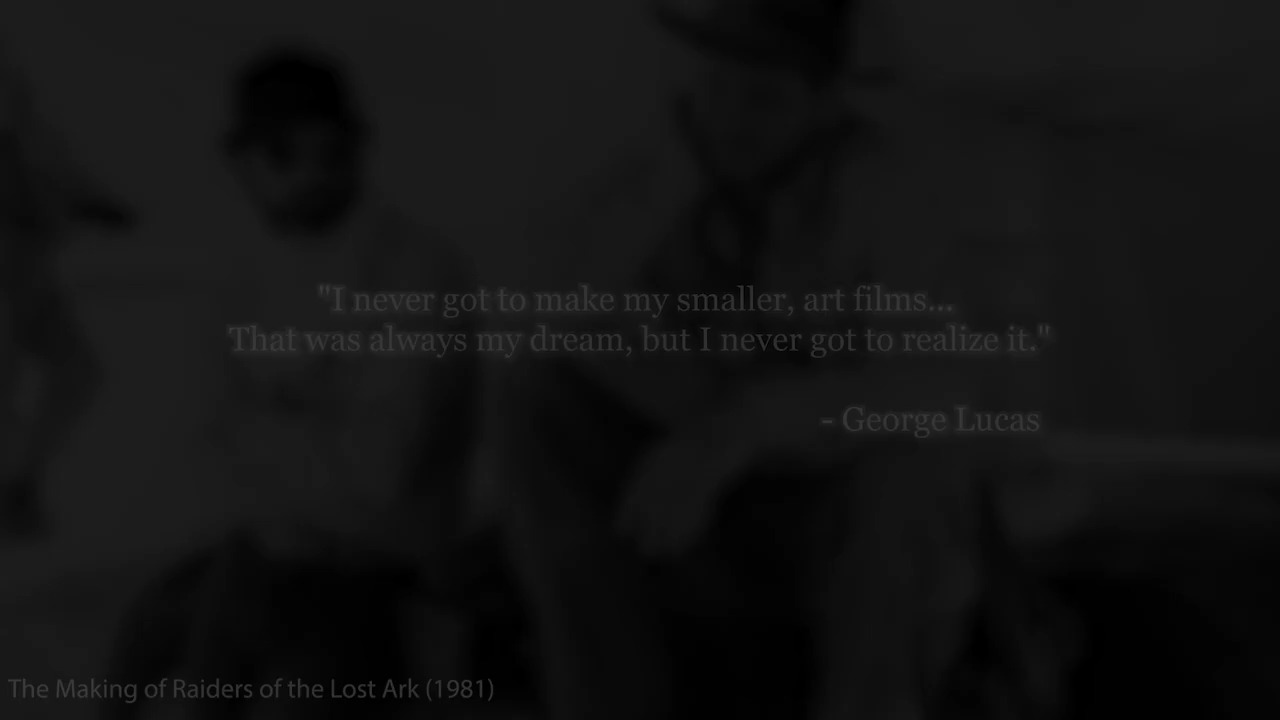 "I never got to make my smaller, art films...
That was always my dream, but I never got to realize it."
- George Lucas
The Making of Raiders of the Lost Ark (1981)